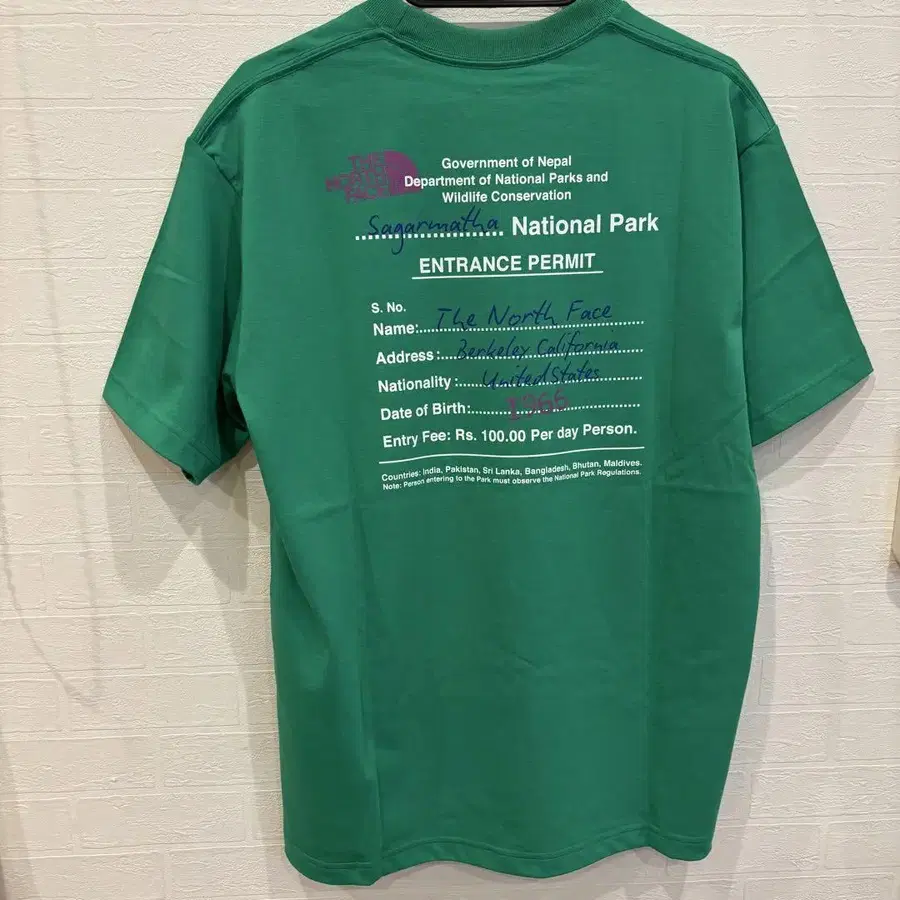 THE
NORTH
FACE
Government of Nepal
Department of National Parks and
Wildlife Conservation
Sagarmatha National Park
ENTRANCE PERMIT
S. No.
Name:........The North Face
Address:........Berkeley California
Nationality:........United States
Date of Birth:........1966
Entry Fee: Rs. 100.00 Per day Person.
Countries: India, Pakistan, Sri Lanka, Bangladesh, Bhutan, Maldives.
Note: Person entering to the Park must observe the National Park Regulations.